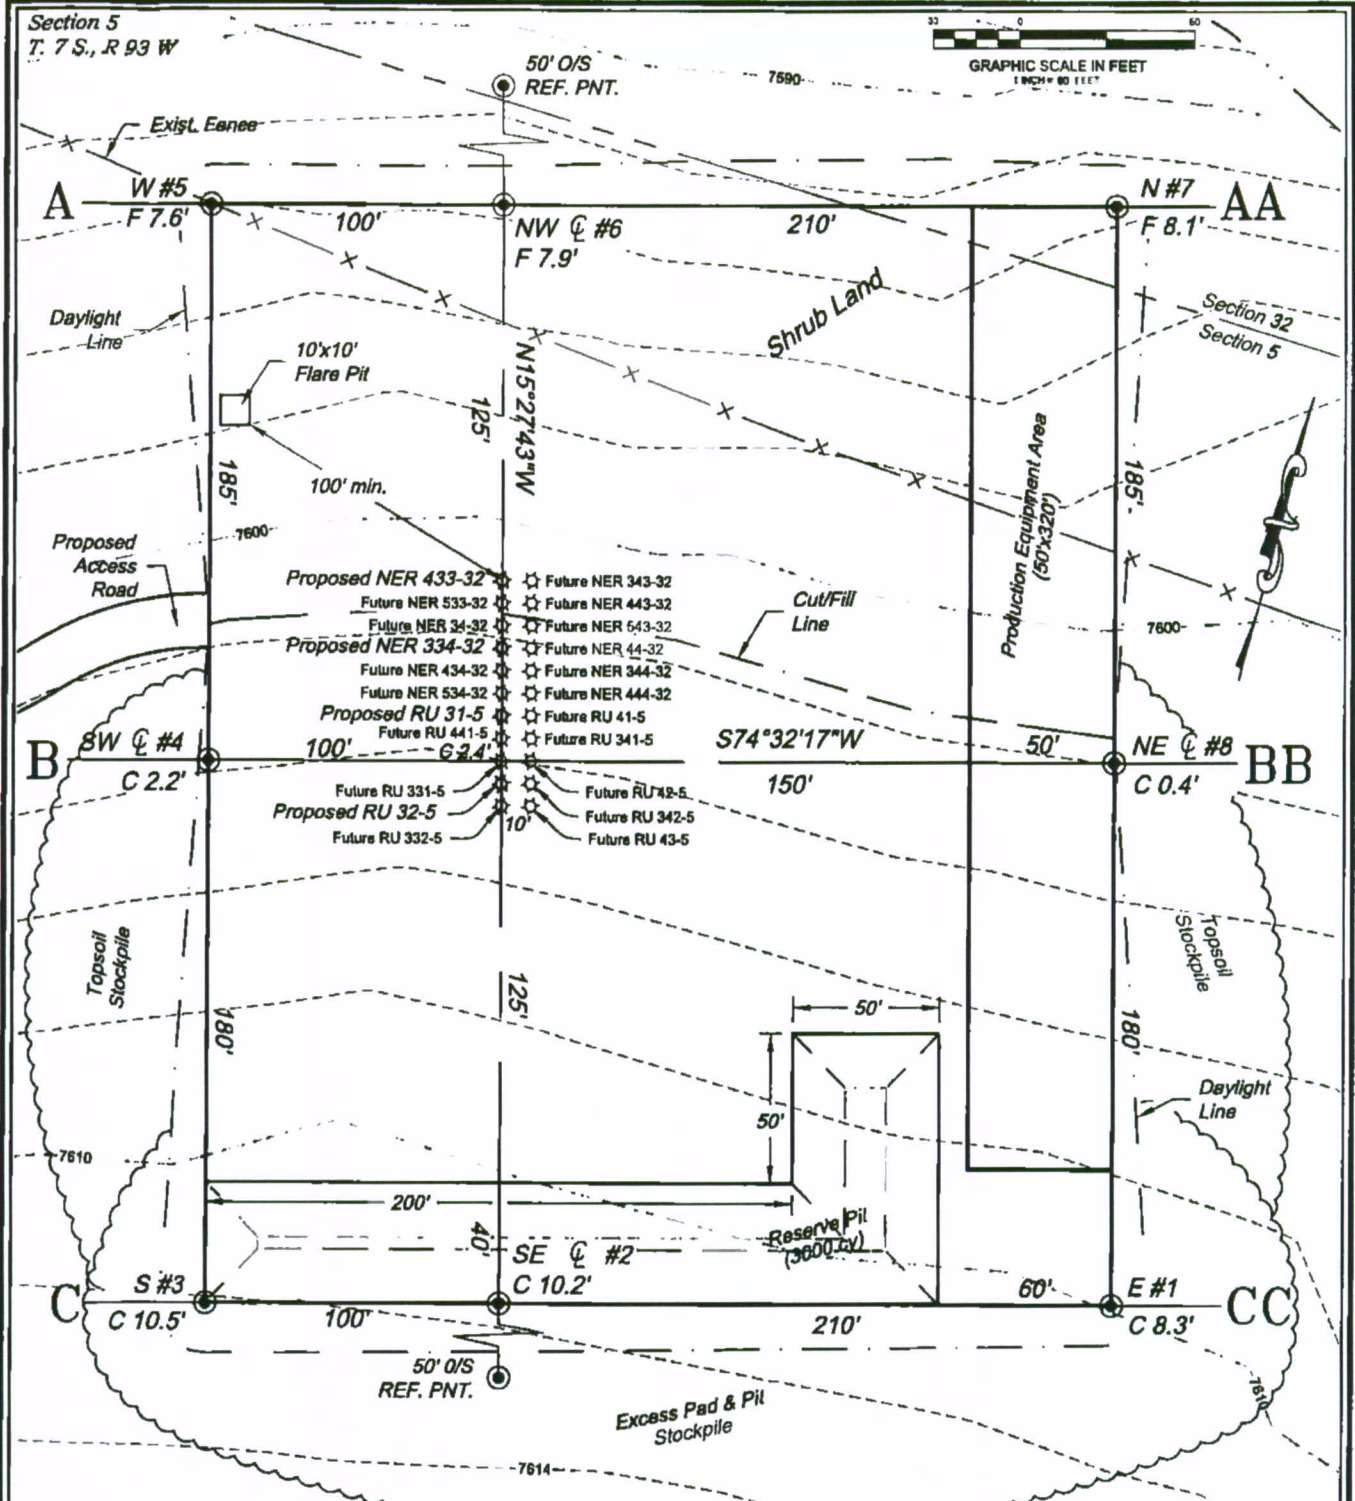 Section 5
T. 7 S., R 93 W
30 0 60
GRAPHIC SCALE IN FEET
1 INCH = 60 FEET
50' O/S
REF. PNT.
7590
Exist. Fence
A
W #5
F 7.6'
100'
NW ℄ #6
F 7.9'
210'
N #7
F 8.1'
AA
Daylight
Line
Shrub Land
Section 32
Section 5
10'x10'
Flare Pit
N15°27'43"W
125'
185'
100' min.
Production Equipment Area
(50'x320')
185'
7600
Proposed
Access
Road
Proposed NER 433-32
Future NER 343-32
Future NER 533-32
Future NER 443-32
Future NER 34-32
Future NER 543-32
Proposed NER 334-32
Future NER 44-32
Future NER 434-32
Future NER 344-32
Future NER 534-32
Future NER 444-32
Proposed RU 31-5
Future RU 41-5
Future RU 441-5
Future RU 341-5
Cut/Fill
Line
7600
B
SW ℄ #4
C 2.2'
100'
C 2.4'
S74°32'17"W
150'
50'
NE ℄ #8
C 0.4'
BB
Future RU 331-5
Future RU 42-5
Proposed RU 32-5
Future RU 342-5
Future RU 332-5
10'
Future RU 43-5
Topsoil
Stockpile
Topsoil
Stockpile
125'
180'
50'
180'
50'
Daylight
Line
7610
200'
40'
Reserve Pit
(3000 cy)
C
S #3
C 10.5'
100'
SE ℄ #2
C 10.2'
210'
60'
E #1
C 8.3'
CC
50' O/S
REF. PNT.
Excess Pad & Pit
Stockpile
7610
7614